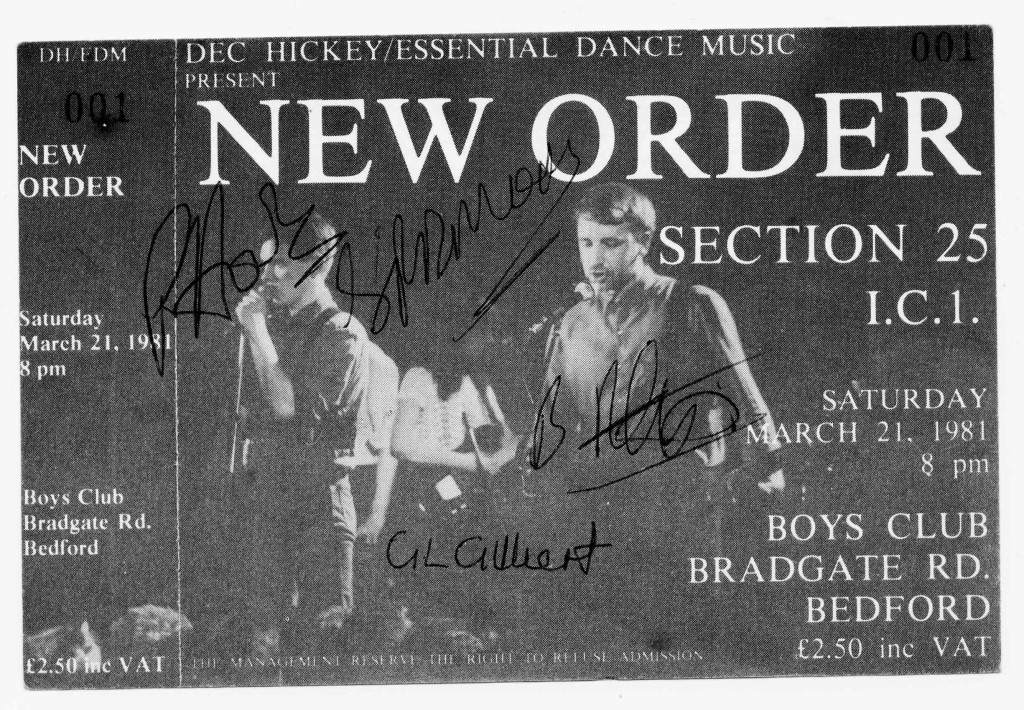 DH/EDM
001
NEW
ORDER
Saturday
March 21, 1981
8 pm
Boys Club
Bradgate Rd.
Bedford
£2.50 inc VAT
DEC HICKEY/ESSENTIAL DANCE MUSIC
001
PRESENT
NEW ORDER
SECTION 25
I.C.1.
SATURDAY
MARCH 21, 1981
8 pm
BOYS CLUB
BRADGATE RD.
BEDFORD
£2.50 inc VAT
THE MANAGEMENT RESERVE THE RIGHT TO REFUSE ADMISSION
GL Gilbert